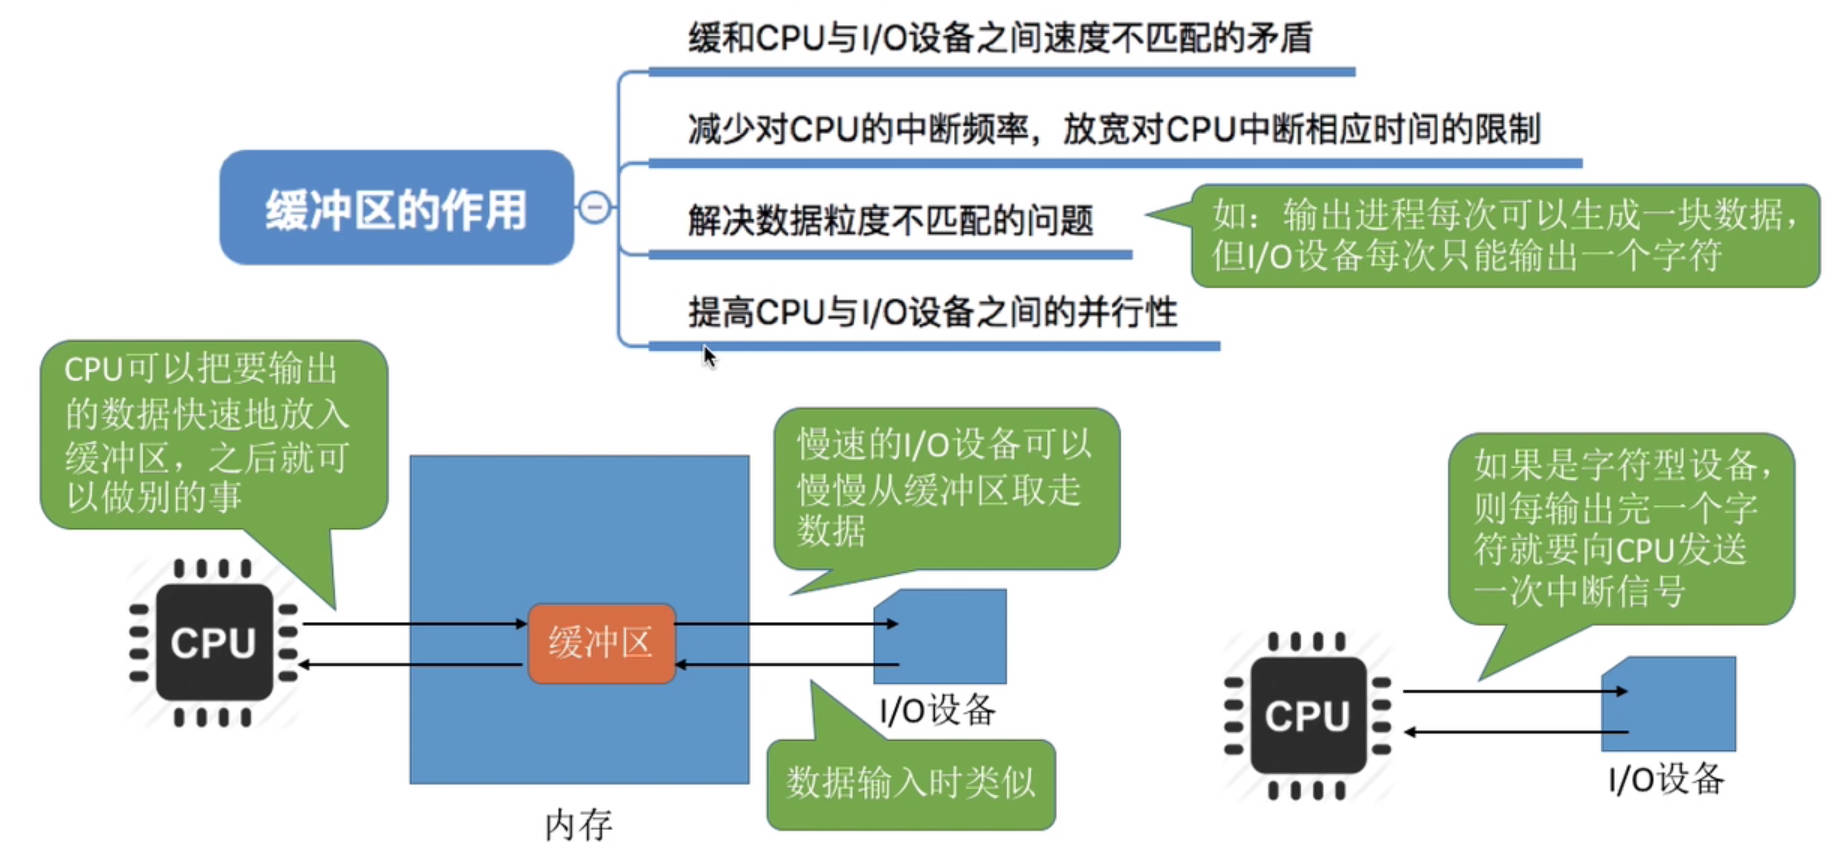 缓和CPU与I/O设备之间速度不匹配的矛盾
减少对CPU的中断频率，放宽对CPU中断相应时间的限制
缓冲区的作用
解决数据粒度不匹配的问题
如：输出进程每次可以生成一块数据，
但I/O设备每次只能输出一个字符
提高CPU与I/O设备之间的并行性
CPU可以把要输出
的数据快速地放入
缓冲区，之后就可
以做别的事
慢速的I/O设备可以
慢慢从缓冲区取走
数据
如果是字符型设备，
则每输出完一个字
符就要向CPU发送
一次中断信号
CPU
缓冲区
I/O设备
数据输入时类似
内存
CPU
I/O设备